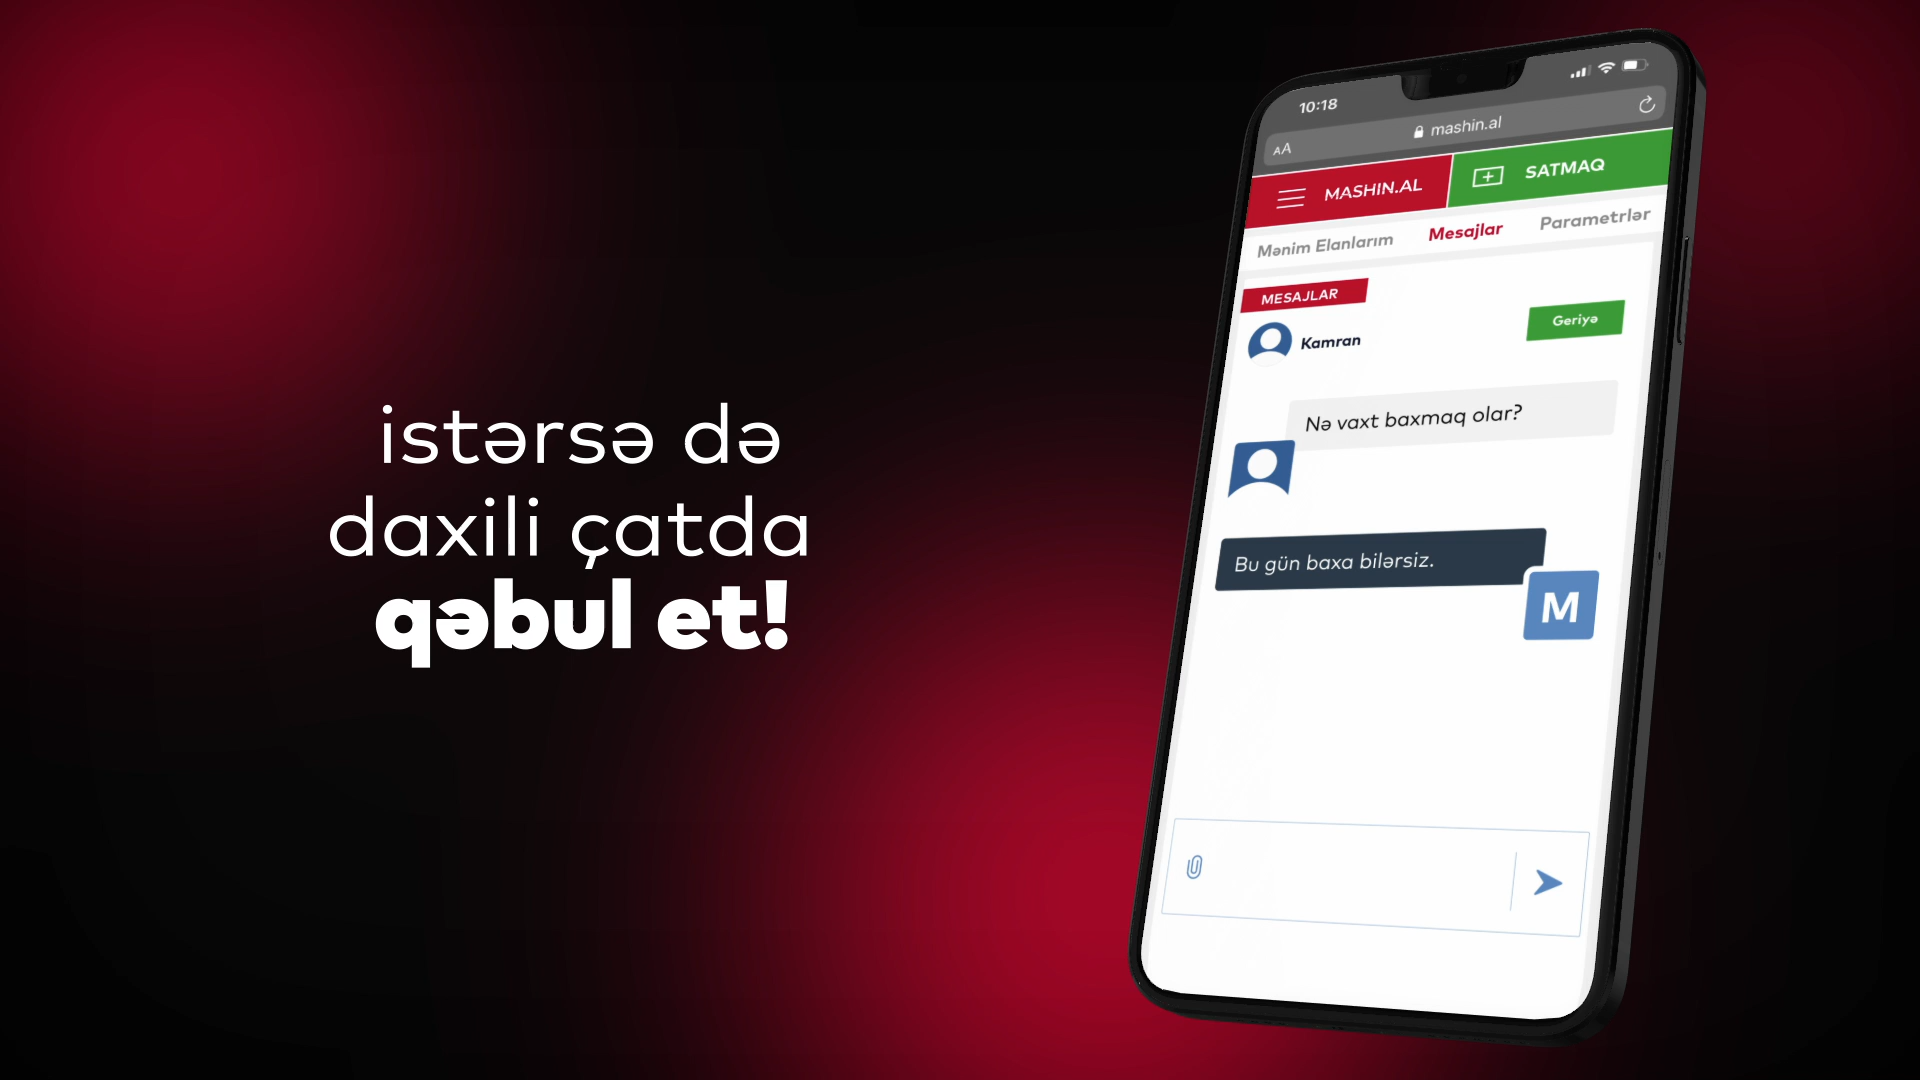 istərsə də
daxili çatda
qəbul et!
10:18
AA
mashin.al
MASHIN.AL
SATMAQ
Mənim Elanlarım
Mesajlar
Parametrlər
MESAJLAR
Kamran
Geriyə
Nə vaxt baxmaq olar?
Bu gün baxa bilərsiz.
M